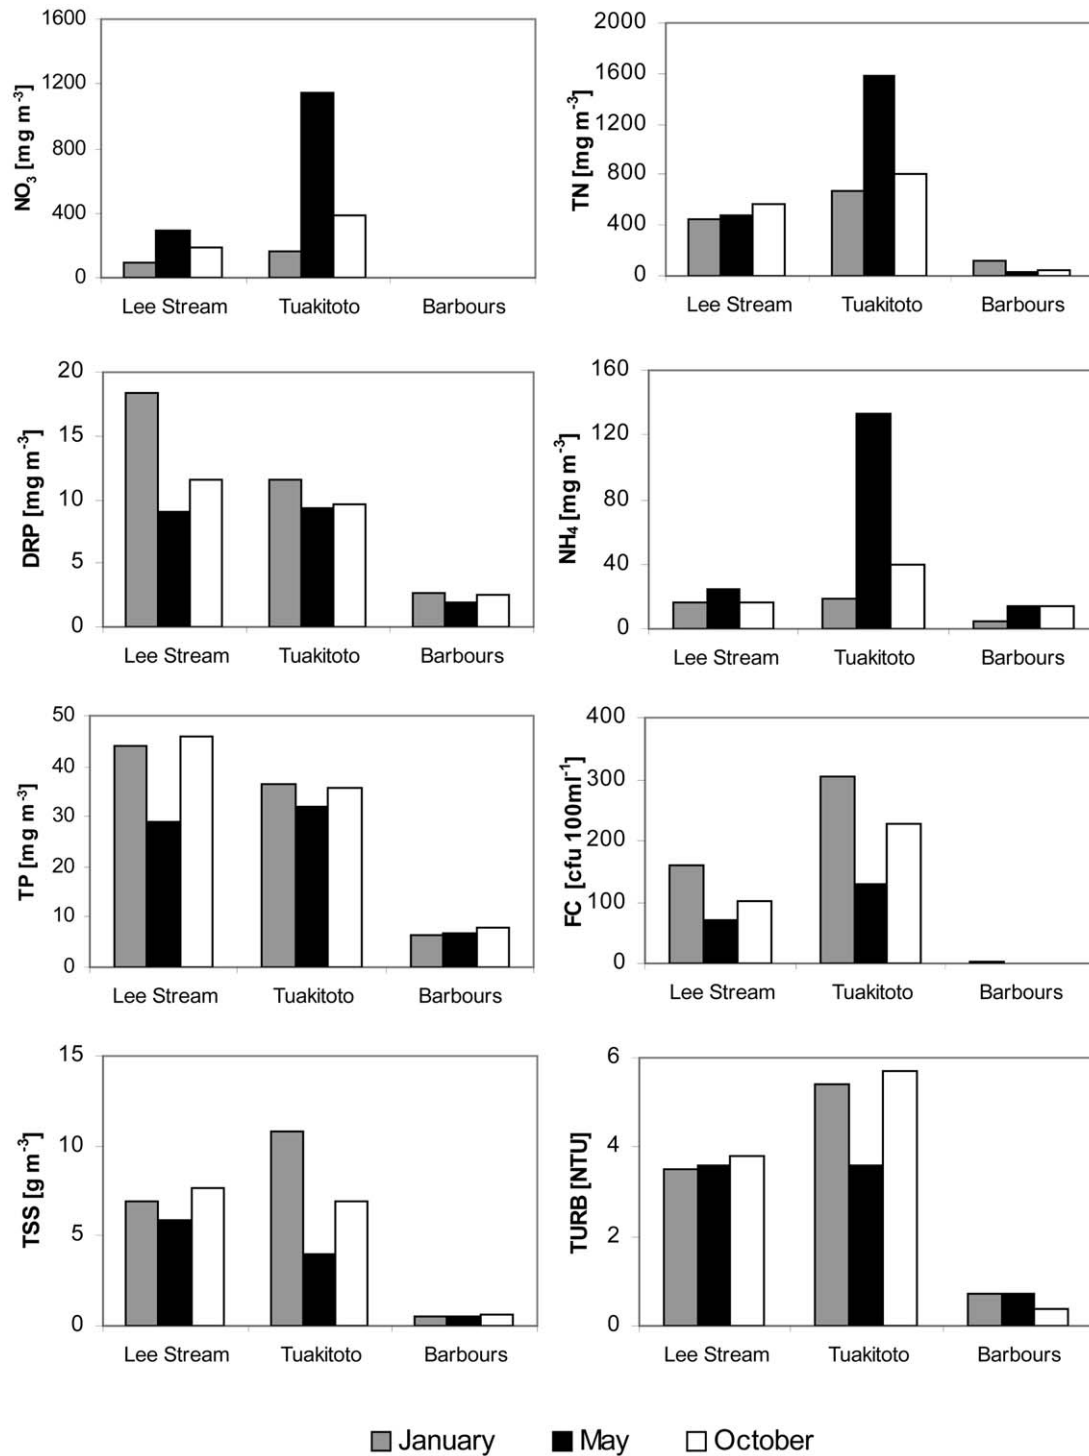 1600
1200
800
400
0
NO₃ [mg m⁻³]
Lee Stream Tuakitoto Barbours
2000
1600
1200
800
400
0
TN [mg m⁻³]
Lee Stream Tuakitoto Barbours
20
15
10
5
0
DRP [mg m⁻³]
Lee Stream Tuakitoto Barbours
160
120
80
40
0
NH₄ [mg m⁻³]
Lee Stream Tuakitoto Barbours
50
40
30
20
10
0
TP [mg m⁻³]
Lee Stream Tuakitoto Barbours
400
300
200
100
0
FC [cfu 100ml⁻¹]
Lee Stream Tuakitoto Barbours
15
10
5
0
TSS [g m⁻³]
Lee Stream Tuakitoto Barbours
6
4
2
0
TURB [NTU]
Lee Stream Tuakitoto Barbours
January May October